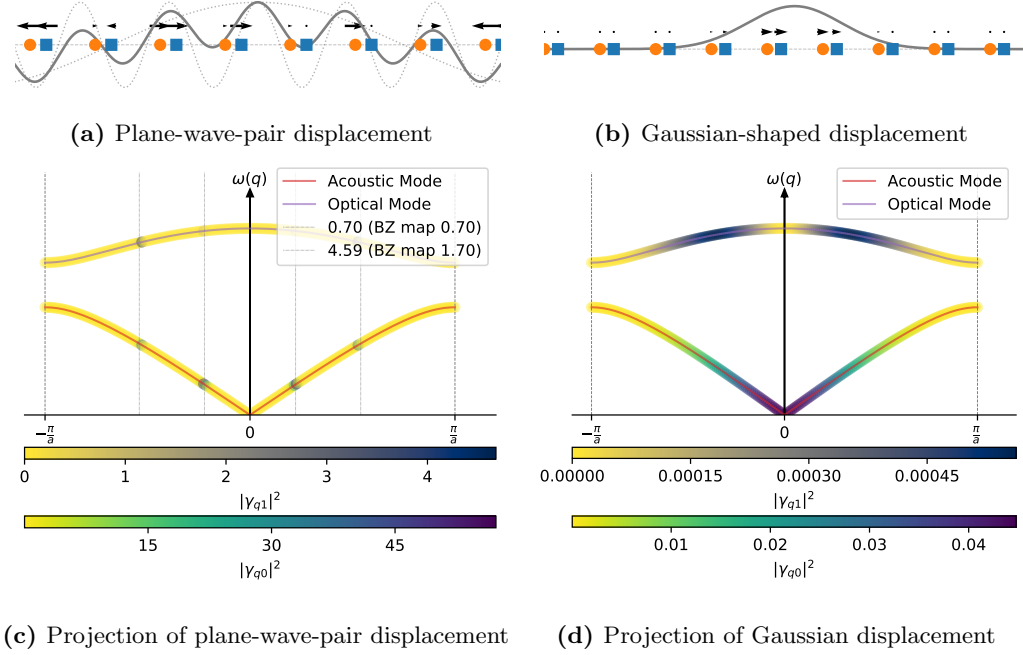 (a) Plane-wave-pair displacement
(b) Gaussian-shaped displacement
ω(q)
Acoustic Mode
Optical Mode
0.70 (BZ map 0.70)
4.59 (BZ map 1.70)
−π/a
0
π/a
0 1 2 3 4
|γq1|²
15 30 45
|γq0|²
ω(q)
Acoustic Mode
Optical Mode
−π/a
0
π/a
0.00000 0.00015 0.00030 0.00045
|γq1|²
0.01 0.02 0.03 0.04
|γq0|²
(c) Projection of plane-wave-pair displacement
(d) Projection of Gaussian displacement